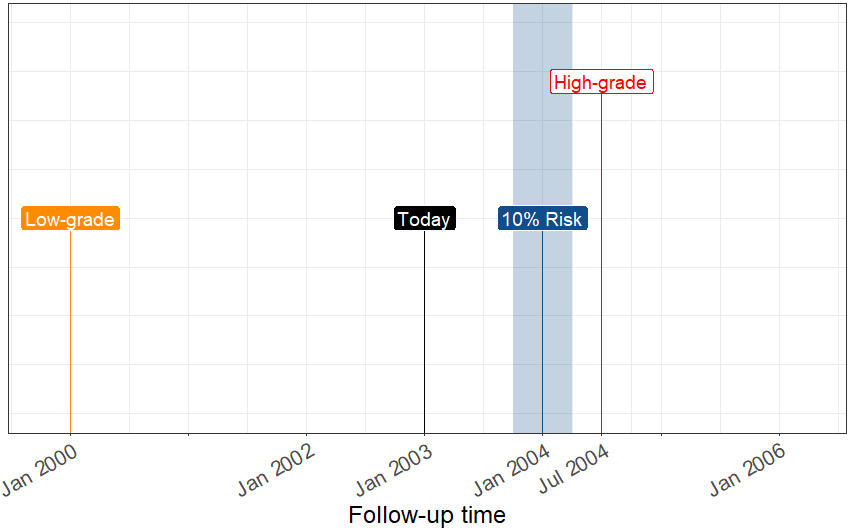 High-grade
Low-grade
Today
10% Risk
Jan 2000
Jan 2002
Jan 2003
Jan 2004
Jul 2004
Jan 2006
Follow-up time